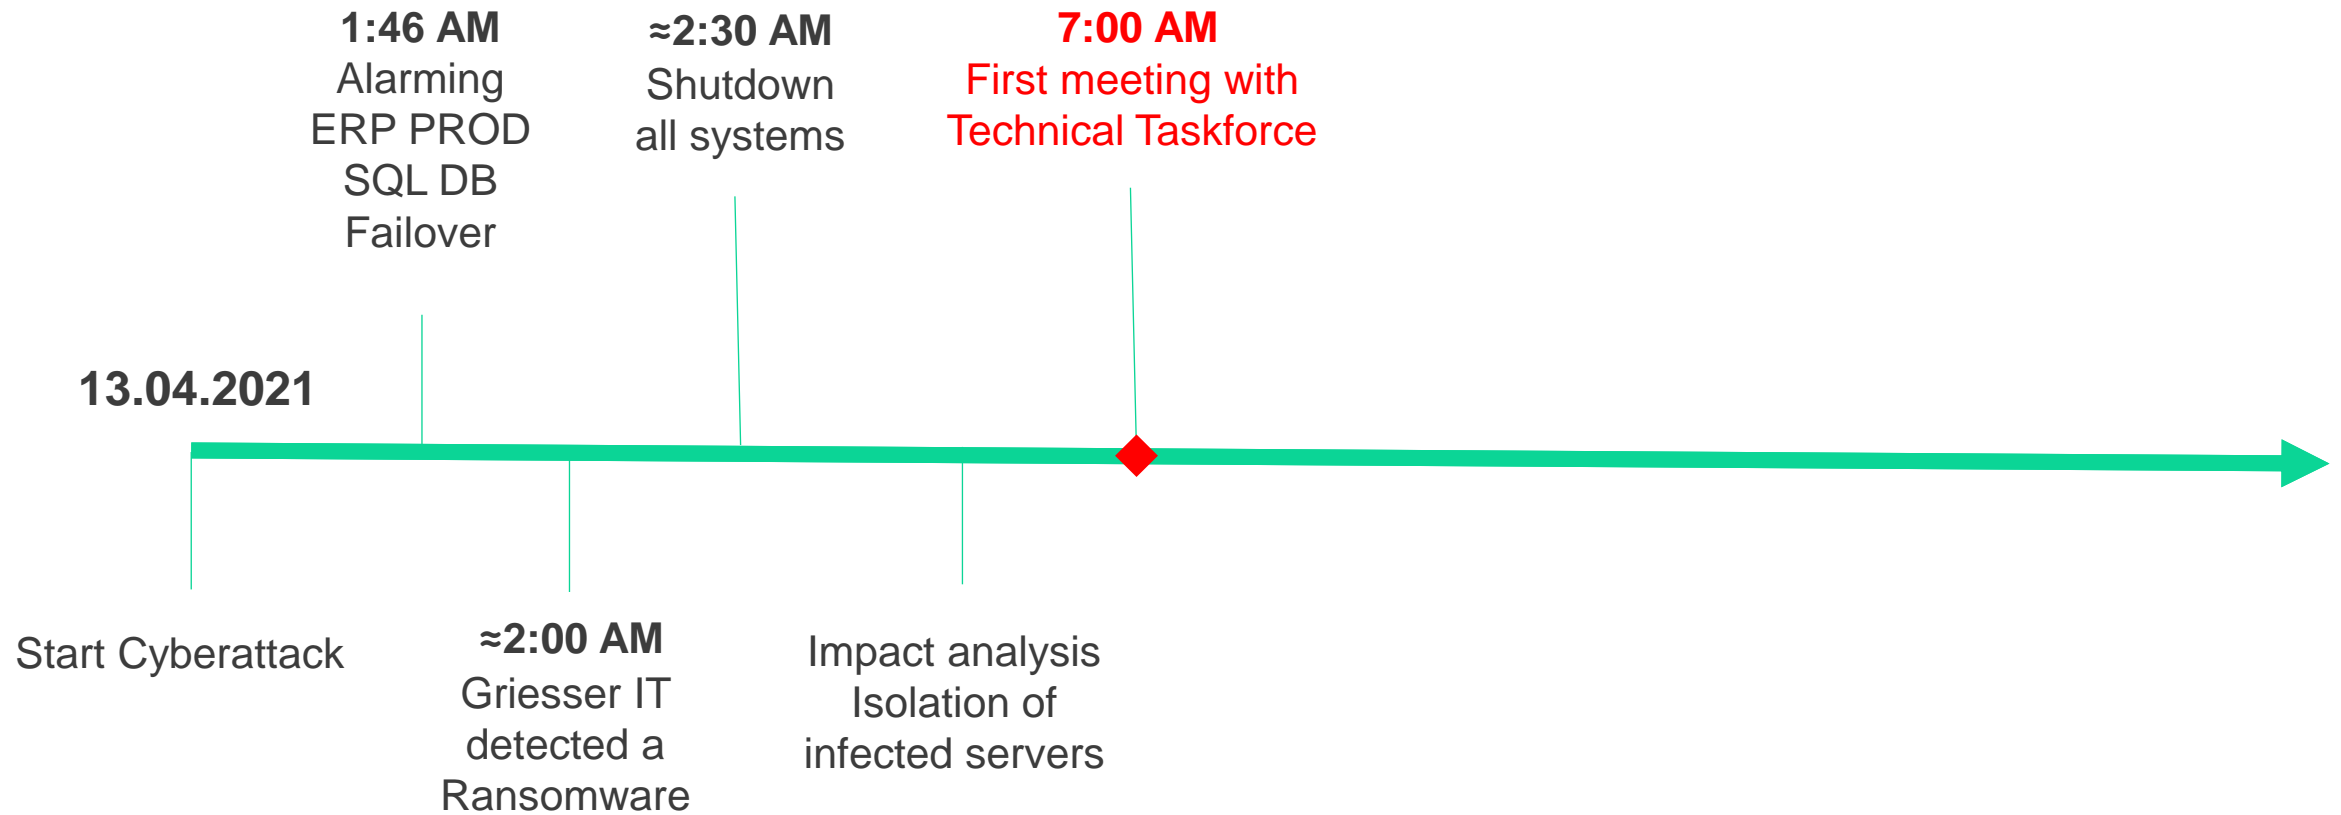 1:46 AM
Alarming
ERP PROD
SQL DB
Failover
≈2:30 AM
Shutdown
all systems
7:00 AM
First meeting with
Technical Taskforce
13.04.2021
Start Cyberattack
≈2:00 AM
Griesser IT
detected a
Ransomware
Impact analysis
Isolation of
infected servers